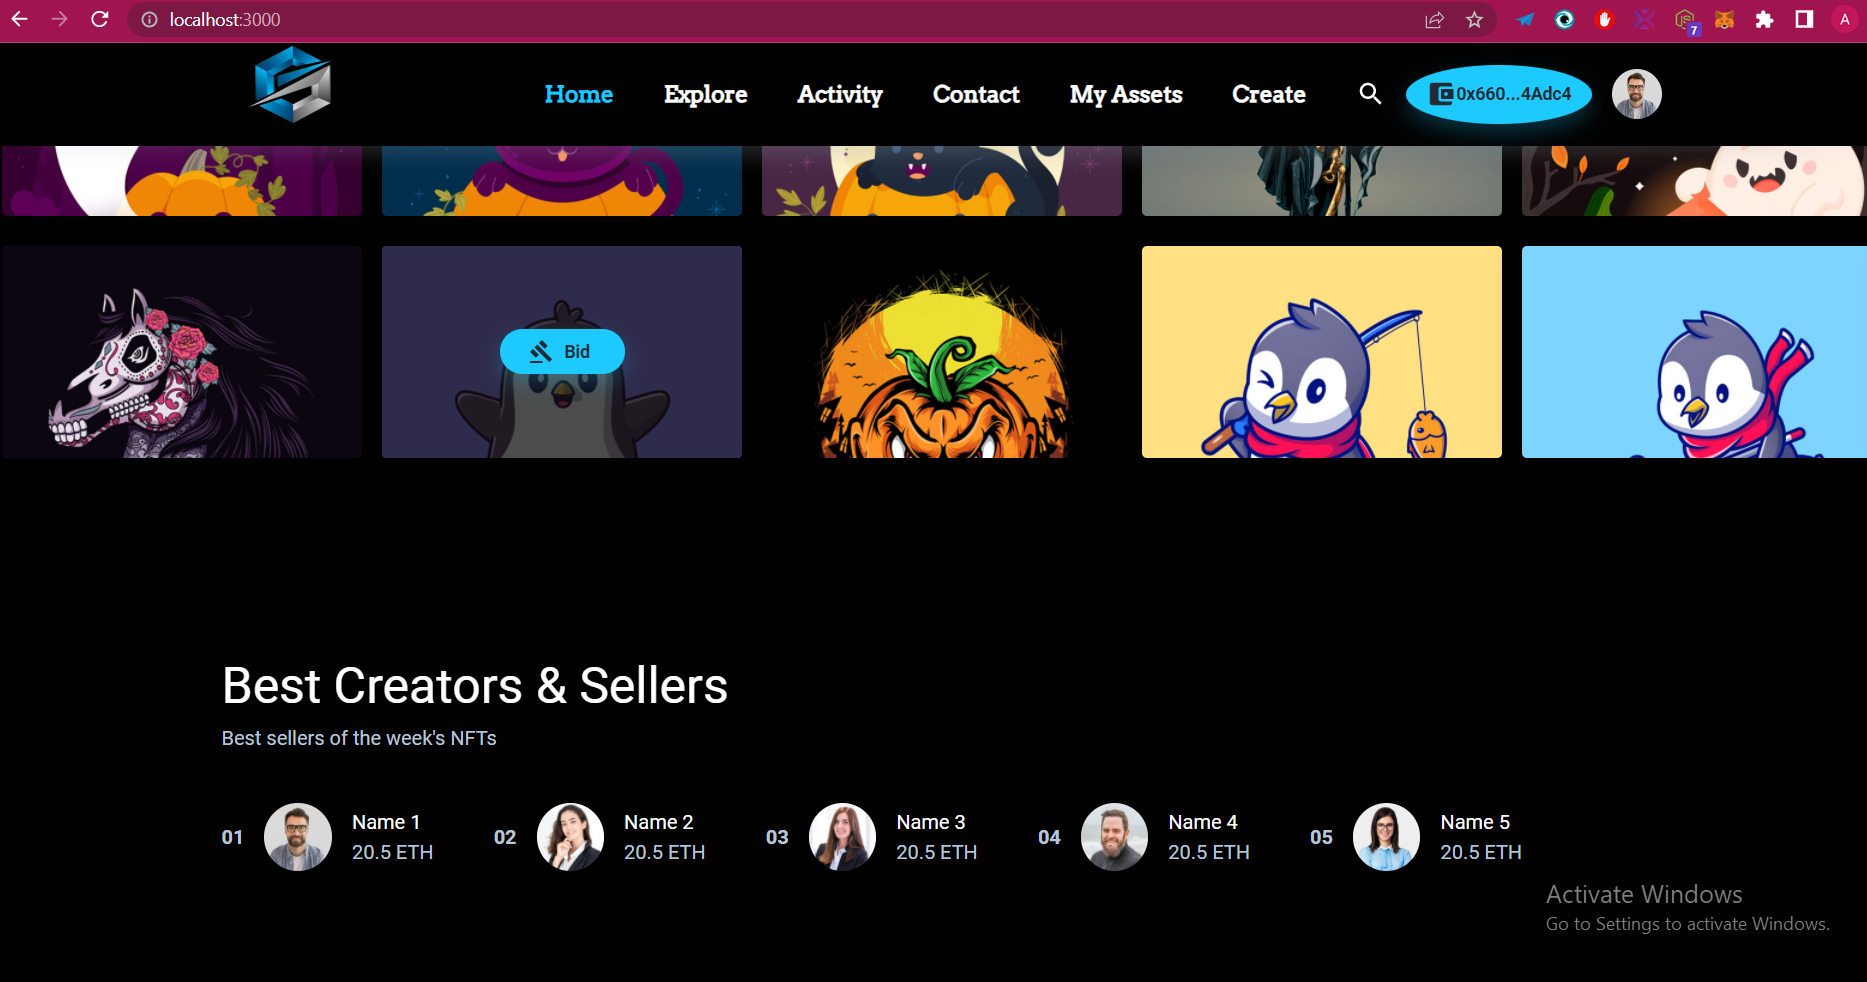 localhost:3000
7
A
Home
Explore
Activity
Contact
My Assets
Create
0x660...4Adc4
Bid
Best Creators & Sellers
Best sellers of the week's NFTs
01
Name 1
20.5 ETH
02
Name 2
20.5 ETH
03
Name 3
20.5 ETH
04
Name 4
20.5 ETH
05
Name 5
20.5 ETH
Activate Windows
Go to Settings to activate Windows.